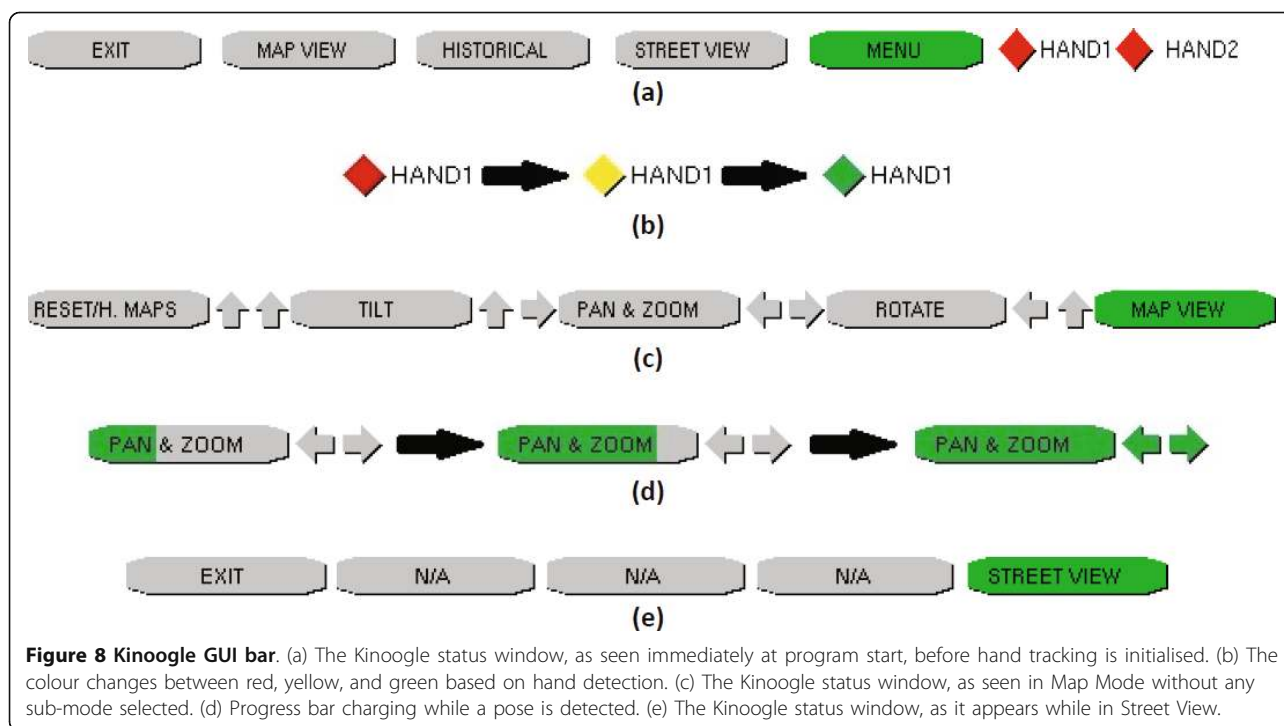 EXIT MAP VIEW HISTORICAL STREET VIEW MENU HAND1 HAND2
(a)
HAND1 HAND1 HAND1
(b)
RESET/H. MAPS TILT PAN & ZOOM ROTATE MAP VIEW
(c)
PAN & ZOOM PAN & ZOOM PAN & ZOOM
(d)
EXIT N/A N/A N/A STREET VIEW
(e)
Figure 8 Kinoogle GUI bar. (a) The Kinoogle status window, as seen immediately at program start, before hand tracking is initialised. (b) The
colour changes between red, yellow, and green based on hand detection. (c) The Kinoogle status window, as seen in Map Mode without any
sub-mode selected. (d) Progress bar charging while a pose is detected. (e) The Kinoogle status window, as it appears while in Street View.